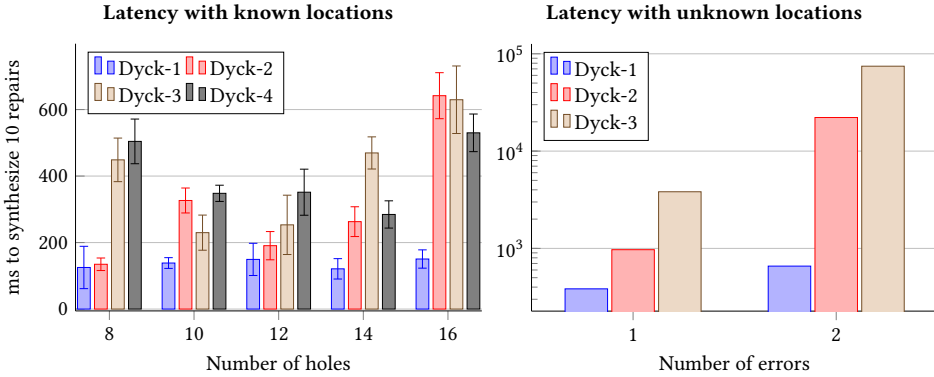 Latency with known locations
ms to synthesize 10 repairs
Dyck-1 Dyck-2
Dyck-3 Dyck-4
600
400
200
0
8 10 12 14 16
Number of holes
Latency with unknown locations
Dyck-1
Dyck-2
Dyck-3
10⁵
10⁴
10³
1 2
Number of errors